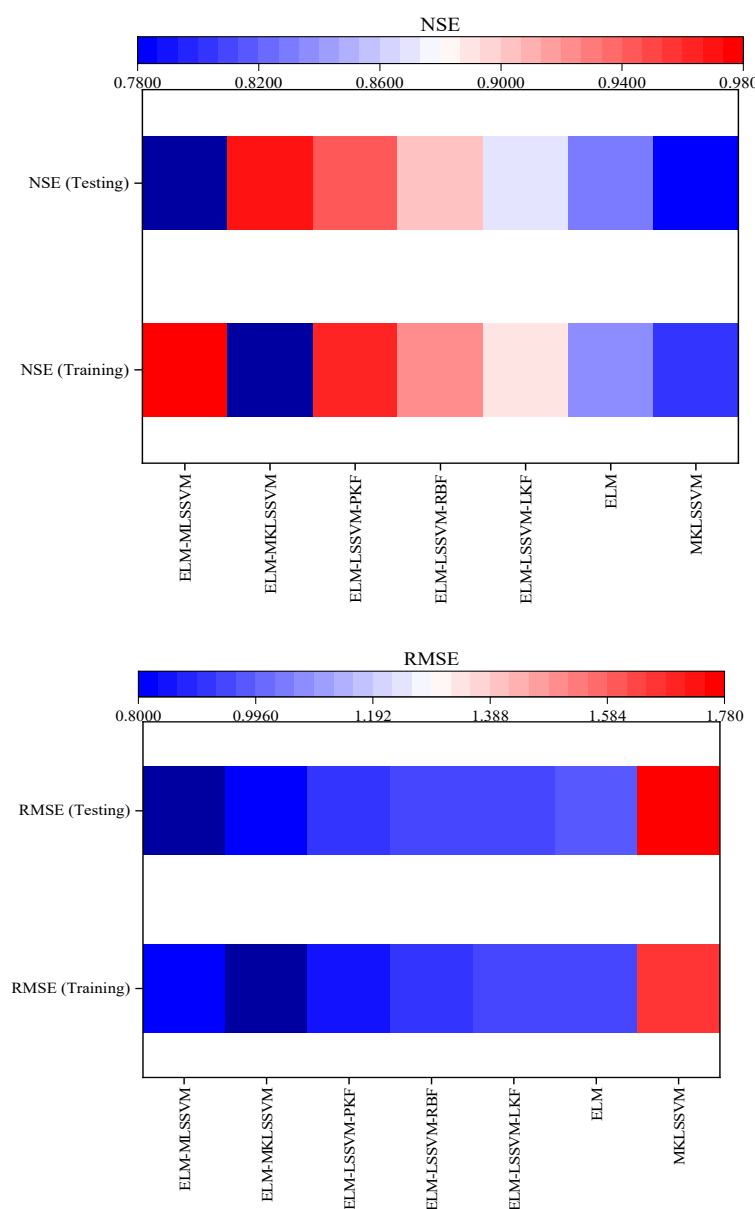 NSE
0.7800 0.8200 0.8600 0.9000 0.9400 0.980
NSE (Testing)
NSE (Training)
ELM-MLSSVM
ELM-MKLSSVM
ELM-LSSVM-PKF
ELM-LSSVM-RBF
ELM-LSSVM-LKF
ELM
MKLSSVM
RMSE
0.8000 0.9960 1.192 1.388 1.584 1.780
RMSE (Testing)
RMSE (Training)
ELM-MLSSVM
ELM-MKLSSVM
ELM-LSSVM-PKF
ELM-LSSVM-RBF
ELM-LSSVM-LKF
ELM
MKLSSVM